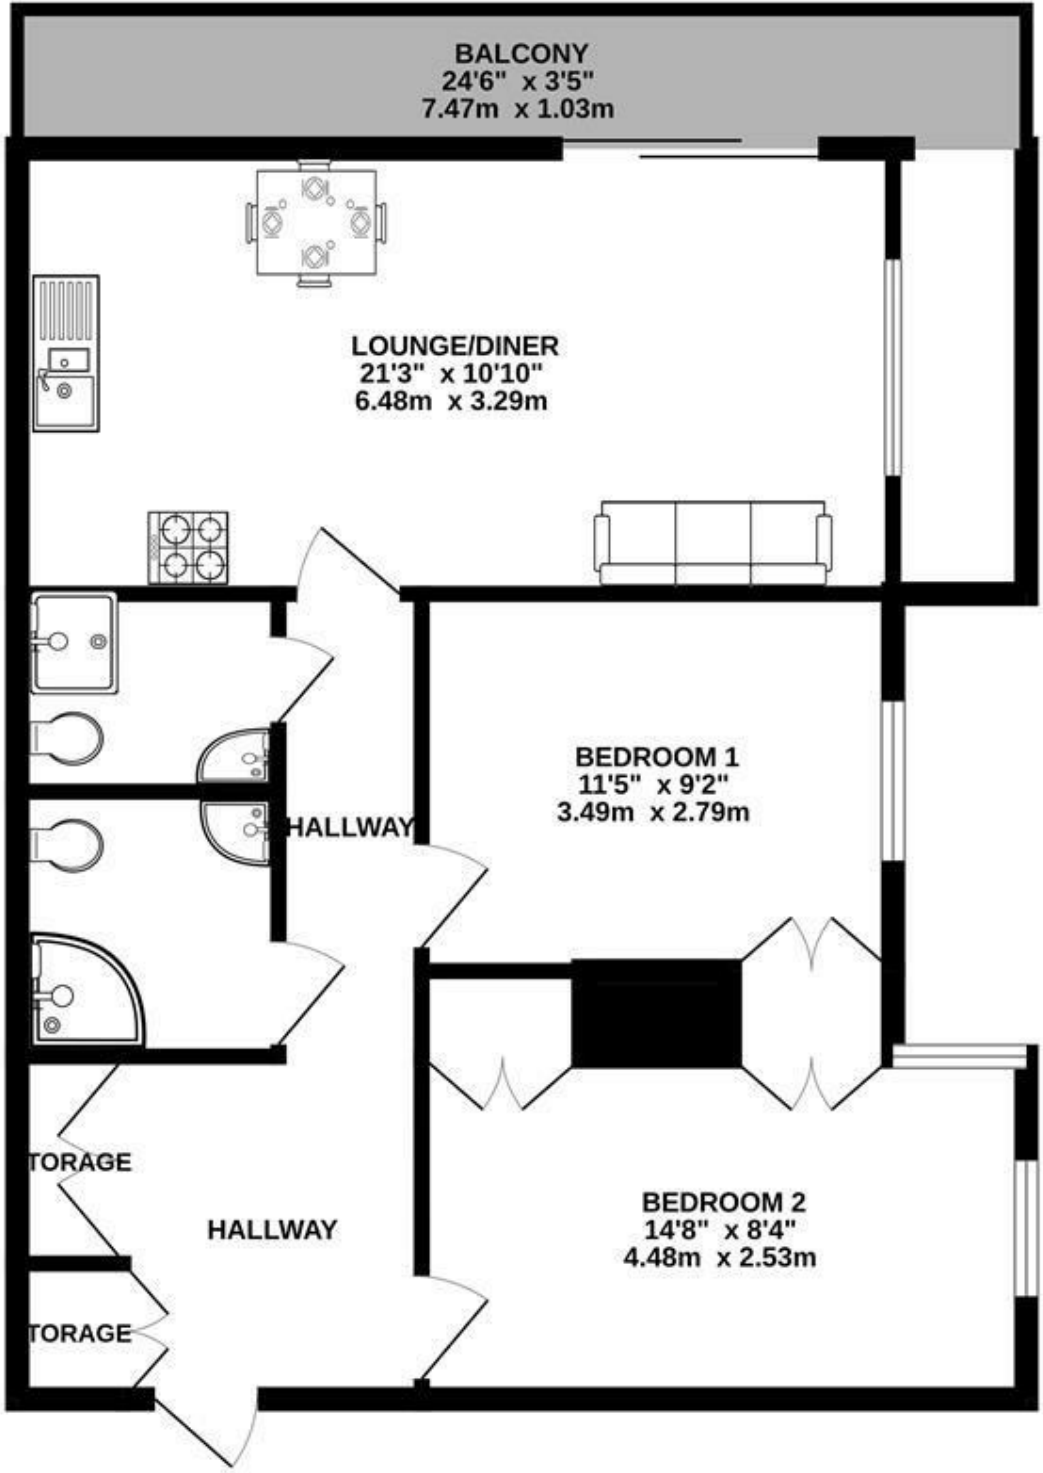 BALCONY
24'6" x 3'5"
7.47m x 1.03m
LOUNGE/DINER
21'3" x 10'10"
6.48m x 3.29m
BEDROOM 1
11'5" x 9'2"
3.49m x 2.79m
HALLWAY
TORAGE
HALLWAY
BEDROOM 2
14'8" x 8'4"
4.48m x 2.53m
TORAGE